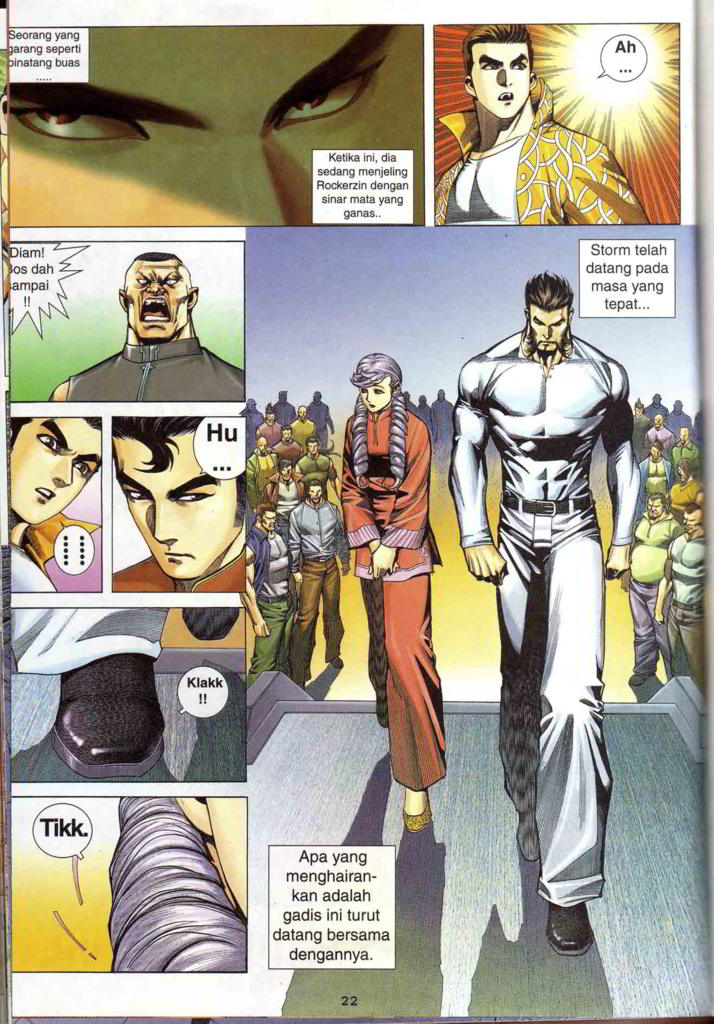 Seorang yang
garang seperti
binatang buas
.....
Ketika ini, dia
sedang menjeling
Rockerzin dengan
sinar mata yang
ganas..
Ah
...
Diam!
Bos dah
sampai
!!
Storm telah
datang pada
masa yang
tepat...
Hu
...
Klakk
!!
Tikk.
Apa yang
menghairan-
kan adalah
gadis ini turut
datang bersama
dengannya.
22